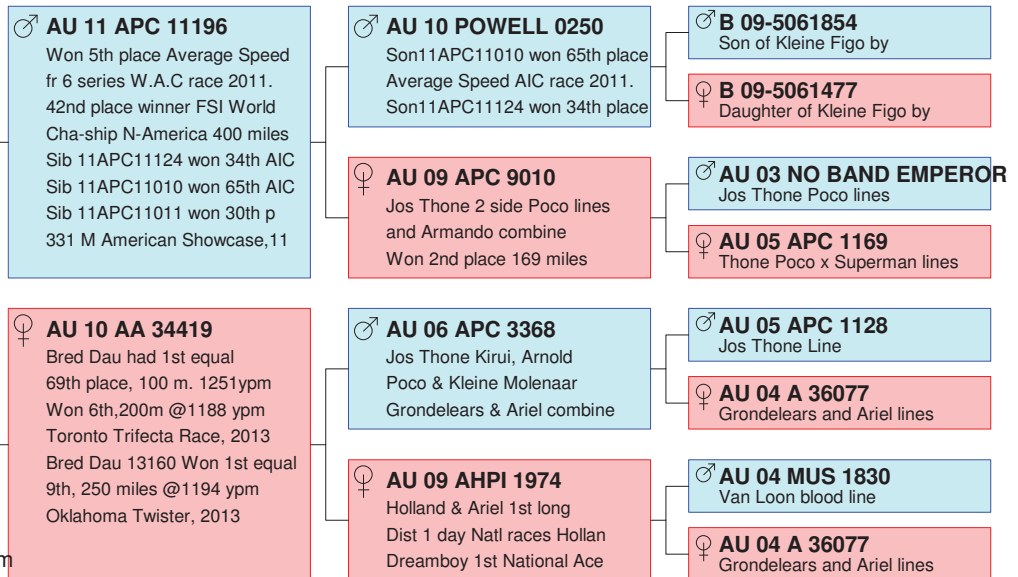 AU 11 APC 11196
Won 5th place Average Speed
fr 6 series W.A.C race 2011.
42nd place winner FSI World
Cha-ship N-America 400 miles
Sib 11APC11124 won 34th AIC
Sib 11APC11010 won 65th AIC
Sib 11APC11011 won 30th p
331 M American Showcase,11
AU 10 AA 34419
Bred Dau had 1st equal
69th place, 100 m. 1251ypm
Won 6th,200m @1188 ypm
Toronto Trifecta Race, 2013
Bred Dau 13160 Won 1st equal
9th, 250 miles @1194 ypm
Oklahoma Twister, 2013
m
AU 10 POWELL 0250
Son11APC11010 won 65th place
Average Speed AIC race 2011.
Son11APC11124 won 34th place
AU 09 APC 9010
Jos Thone 2 side Poco lines
and Armando combine
Won 2nd place 169 miles
AU 06 APC 3368
Jos Thone Kirui, Arnold
Poco & Kleine Molenaar
Grondelears & Ariel combine
AU 09 AHPI 1974
Holland & Ariel 1st long
Dist 1 day Natl races Hollan
Dreamboy 1st National Ace
B 09-5061854
Son of Kleine Figo by
B 09-5061477
Daughter of Kleine Figo by
AU 03 NO BAND EMPEROR
Jos Thone Poco lines
AU 05 APC 1169
Thone Poco x Superman lines
AU 05 APC 1128
Jos Thone Line
AU 04 A 36077
Grondelears and Ariel lines
AU 04 MUS 1830
Van Loon blood line
AU 04 A 36077
Grondelears and Ariel lines